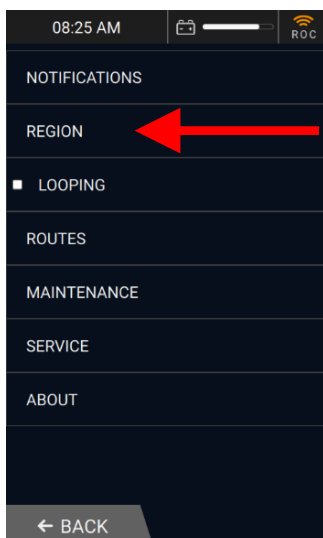 08:25 AM
ROC
NOTIFICATIONS
REGION
LOOPING
ROUTES
MAINTENANCE
SERVICE
ABOUT
BACK